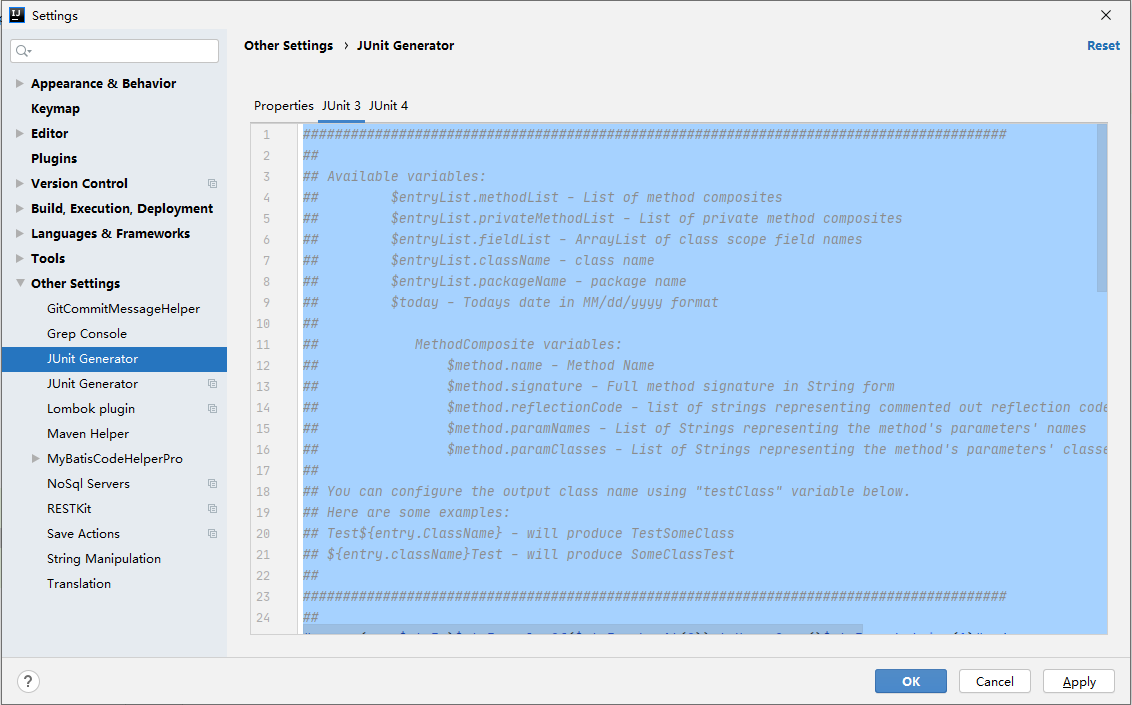 Settings
Other Settings › JUnit Generator
Reset
Appearance & Behavior
Keymap
Editor
Plugins
Version Control
Build, Execution, Deployment
Languages & Frameworks
Tools
Other Settings
GitCommitMessageHelper
Grep Console
JUnit Generator
JUnit Generator
Lombok plugin
Maven Helper
MyBatisCodeHelperPro
NoSql Servers
RESTKit
Save Actions
String Manipulation
Translation
Properties JUnit 3 JUnit 4
1 ########################################################################################
2 ##
3 ## Available variables:
4 ##         $entryList.methodList - List of method composites
5 ##         $entryList.privateMethodList - List of private method composites
6 ##         $entryList.fieldList - ArrayList of class scope field names
7 ##         $entryList.className - class name
8 ##         $entryList.packageName - package name
9 ##         $today - Todays date in MM/dd/yyyy format
10 ##
11 ##            MethodComposite variables:
12 ##                $method.name - Method Name
13 ##                $method.signature - Full method signature in String form
14 ##                $method.reflectionCode - list of strings representing commented out reflection code
15 ##                $method.paramNames - List of Strings representing the method's parameters' names
16 ##                $method.paramClasses - List of Strings representing the method's parameters' classe
17 ##
18 ## You can configure the output class name using "testClass" variable below.
19 ## Here are some examples:
20 ## Test${entry.ClassName} - will produce TestSomeClass
21 ## ${entry.className}Test - will produce SomeClassTest
22 ##
23 ########################################################################################
24 ##
?
OK
Cancel
Apply